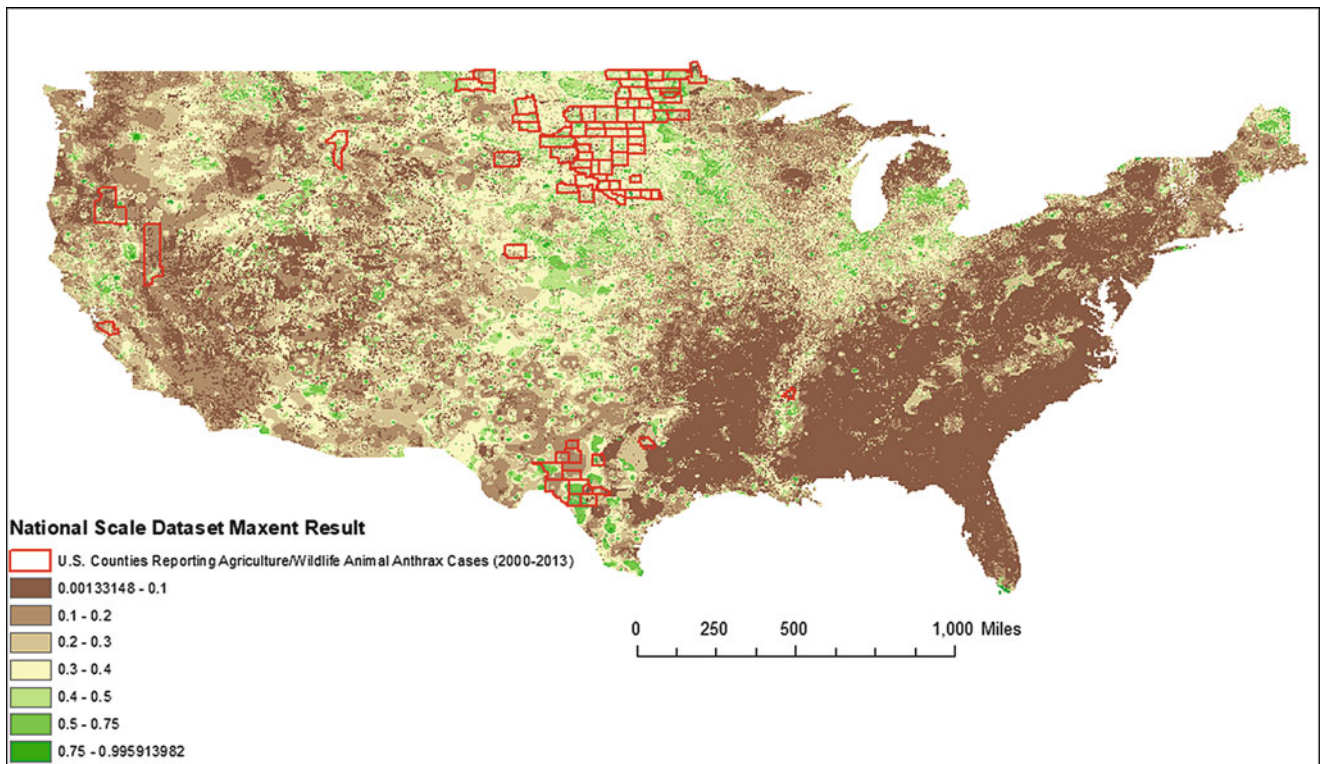 National Scale Dataset Maxent Result
U.S. Counties Reporting Agriculture/Wildlife Animal Anthrax Cases (2000-2013)
0.00133148 - 0.1
0.1 - 0.2
0.2 - 0.3
0.3 - 0.4
0.4 - 0.5
0.5 - 0.75
0.75 - 0.995913982
0 250 500 1,000 Miles